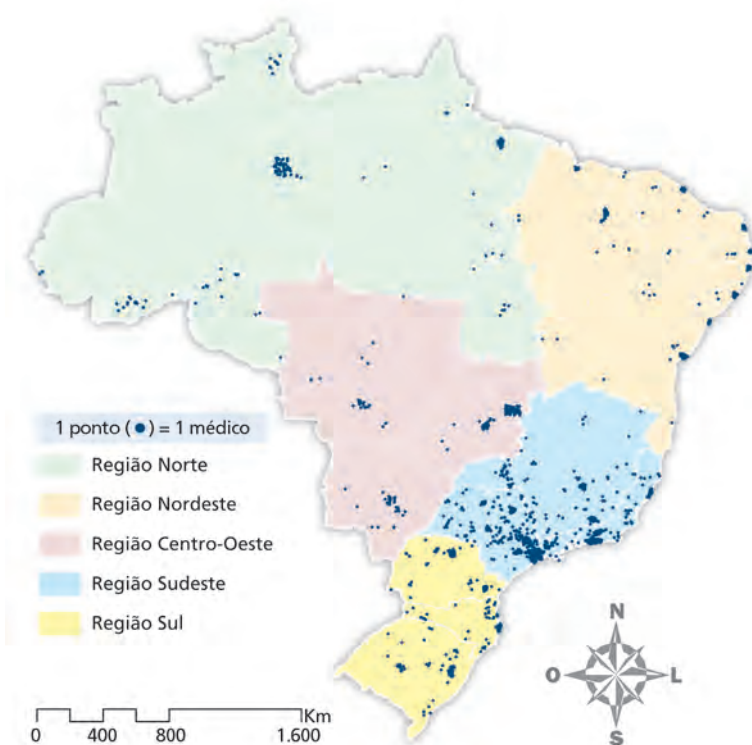 1 ponto (●) = 1 médico
Região Norte
Região Nordeste
Região Centro-Oeste
Região Sudeste
Região Sul
Km
0 400 800 1.600
N
O L
S